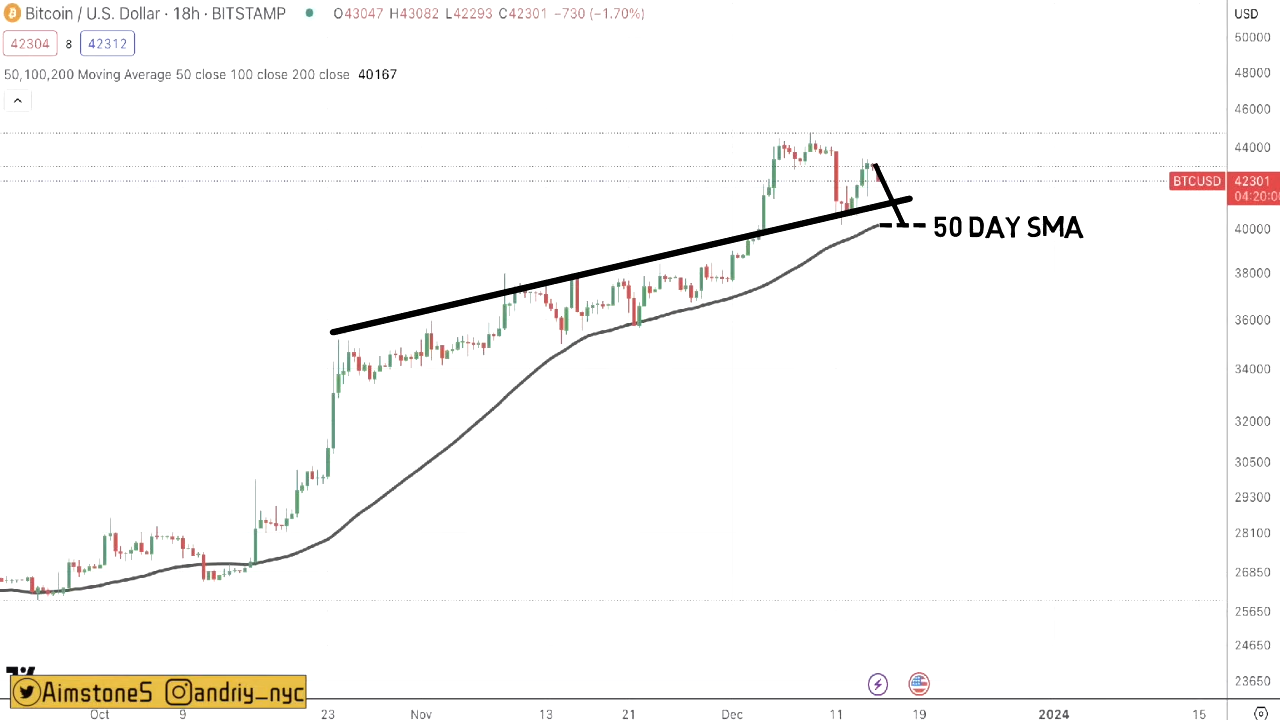 Bitcoin / U.S. Dollar · 18h · BITSTAMP O43047 H43082 L42293 C42301 −730 (−1.70%)
USD
42304 8 42312
50,100,200 Moving Average 50 close 100 close 200 close 40167
50000
48000
46000
44000
BTCUSD 42301
04:20:00
40000
50 DAY SMA
38000
36000
34000
32000
30500
29300
28100
26850
25650
24650
23650
Aimstone5 andriy_nyc
Oct 9 23 Nov 13 21 Dec 11 19 2024 15